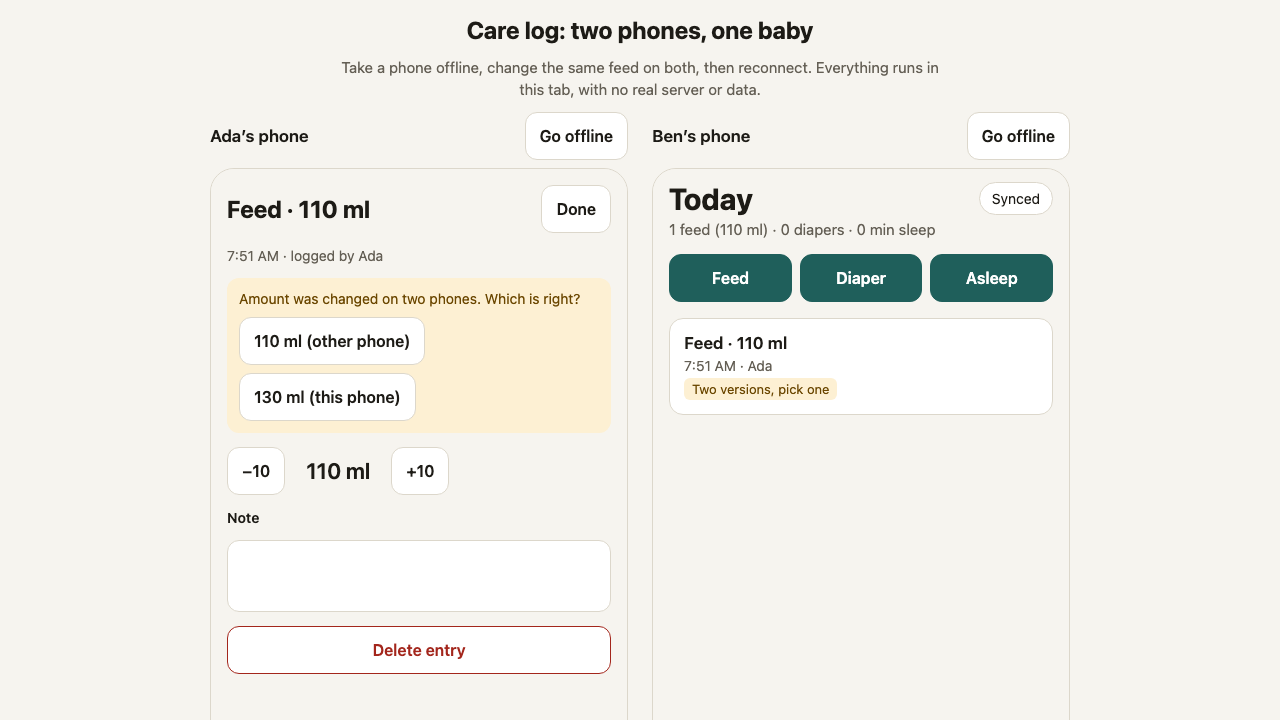 Care log: two phones, one baby
Take a phone offline, change the same feed on both, then reconnect. Everything runs in
this tab, with no real server or data.
Ada’s phone
Go offline
Feed · 110 ml
Done
7:51 AM · logged by Ada
Amount was changed on two phones. Which is right?
110 ml (other phone)
130 ml (this phone)
−10
110 ml
+10
Note
Delete entry
Ben’s phone
Go offline
Today
Synced
1 feed (110 ml) · 0 diapers · 0 min sleep
Feed
Diaper
Asleep
Feed · 110 ml
7:51 AM · Ada
Two versions, pick one